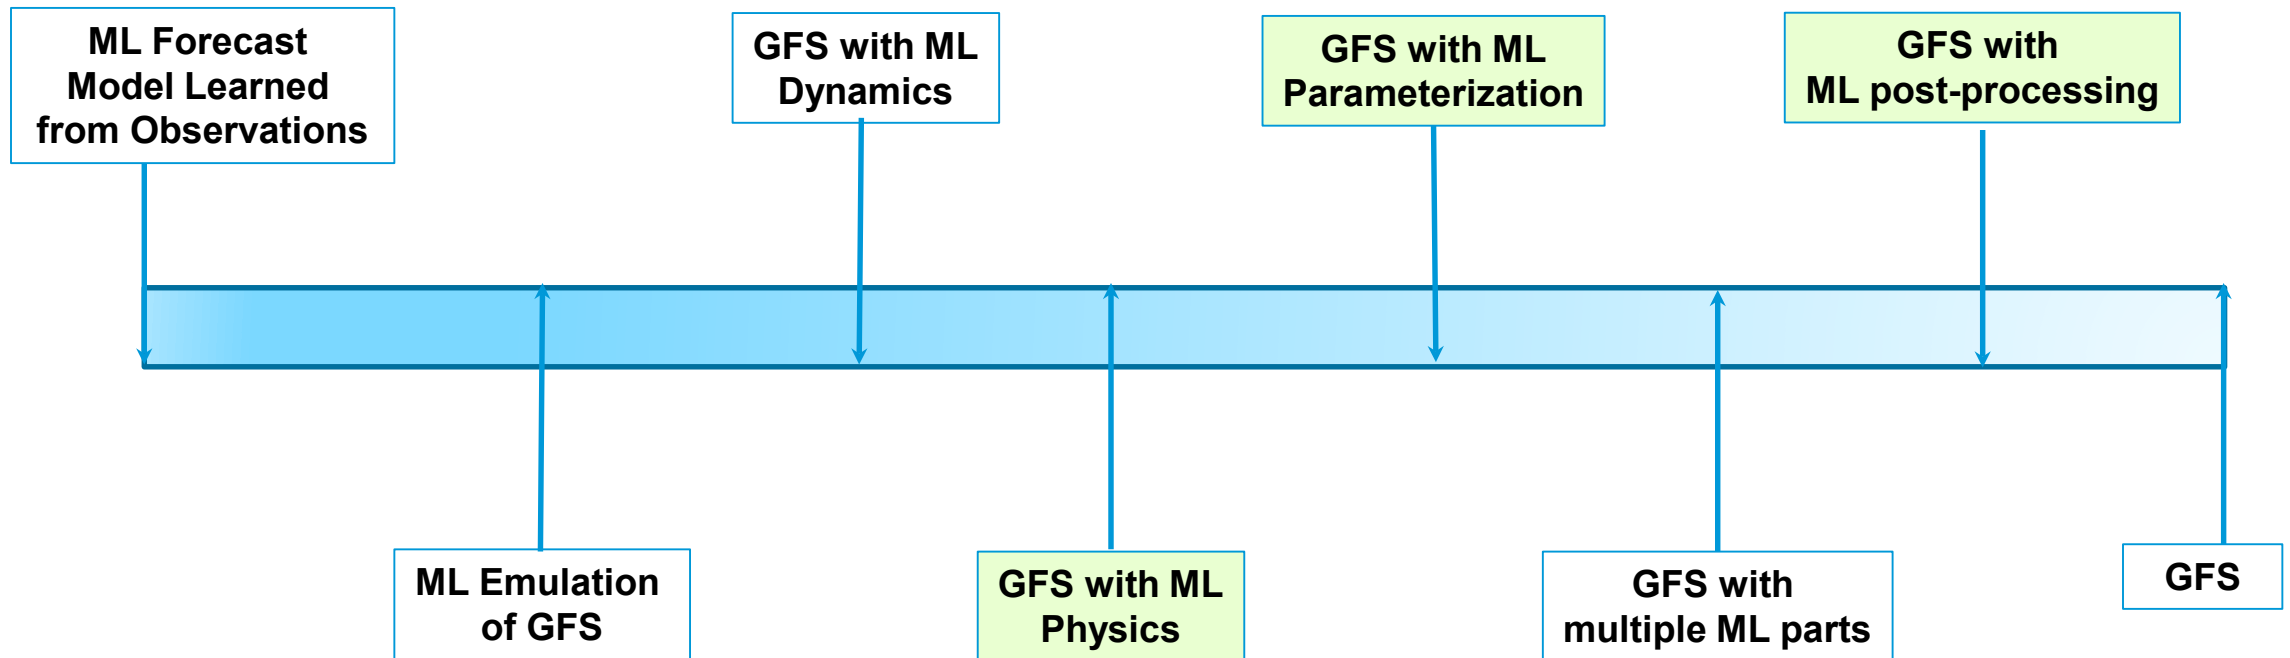 ML Forecast
Model Learned
from Observations
GFS with ML
Dynamics
GFS with ML
Parameterization
GFS with
ML post-processing
ML Emulation
of GFS
GFS with ML
Physics
GFS with
multiple ML parts
GFS